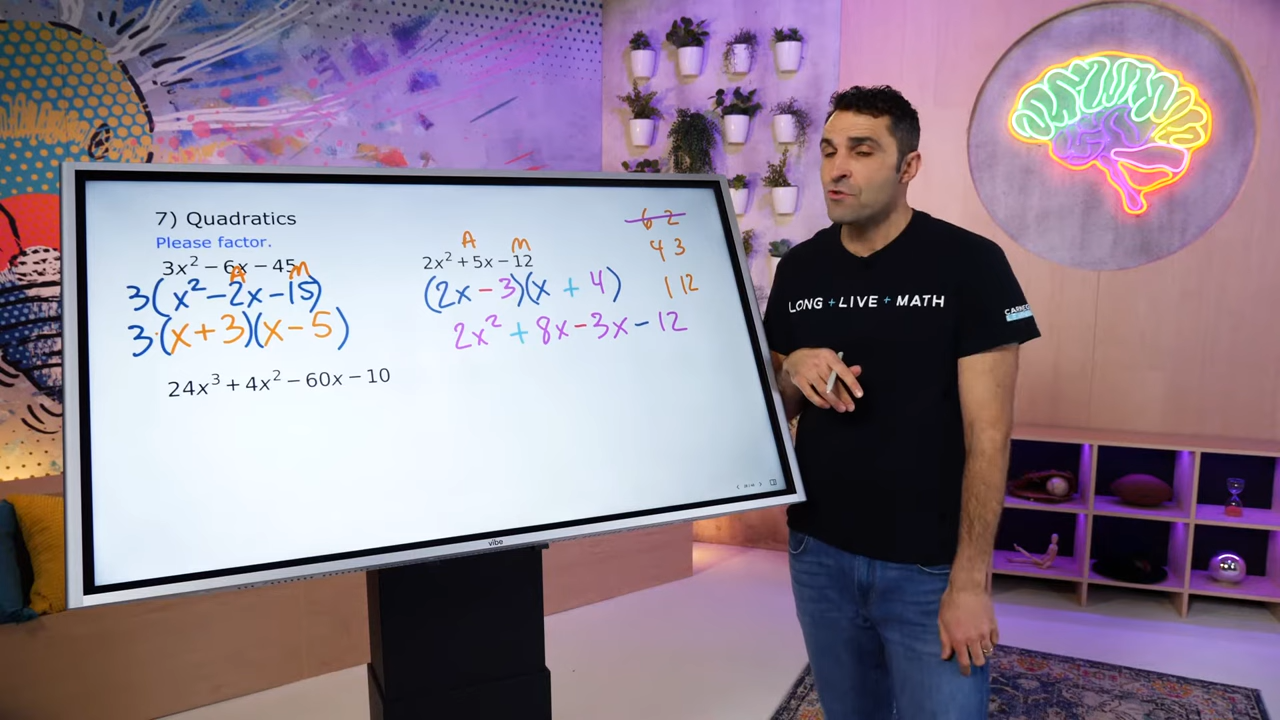 7) Quadratics
Please factor.
3x² − 6x − 45
A M
3(x² − 2x − 15)
3·(x + 3)(x − 5)
24x³ + 4x² − 60x − 10
A M
2x² + 5x − 12
(2x − 3)(x + 4)
2x² + 8x − 3x − 12
6 2
4 3
1 12
vibe
LONG + LIVE + MATH